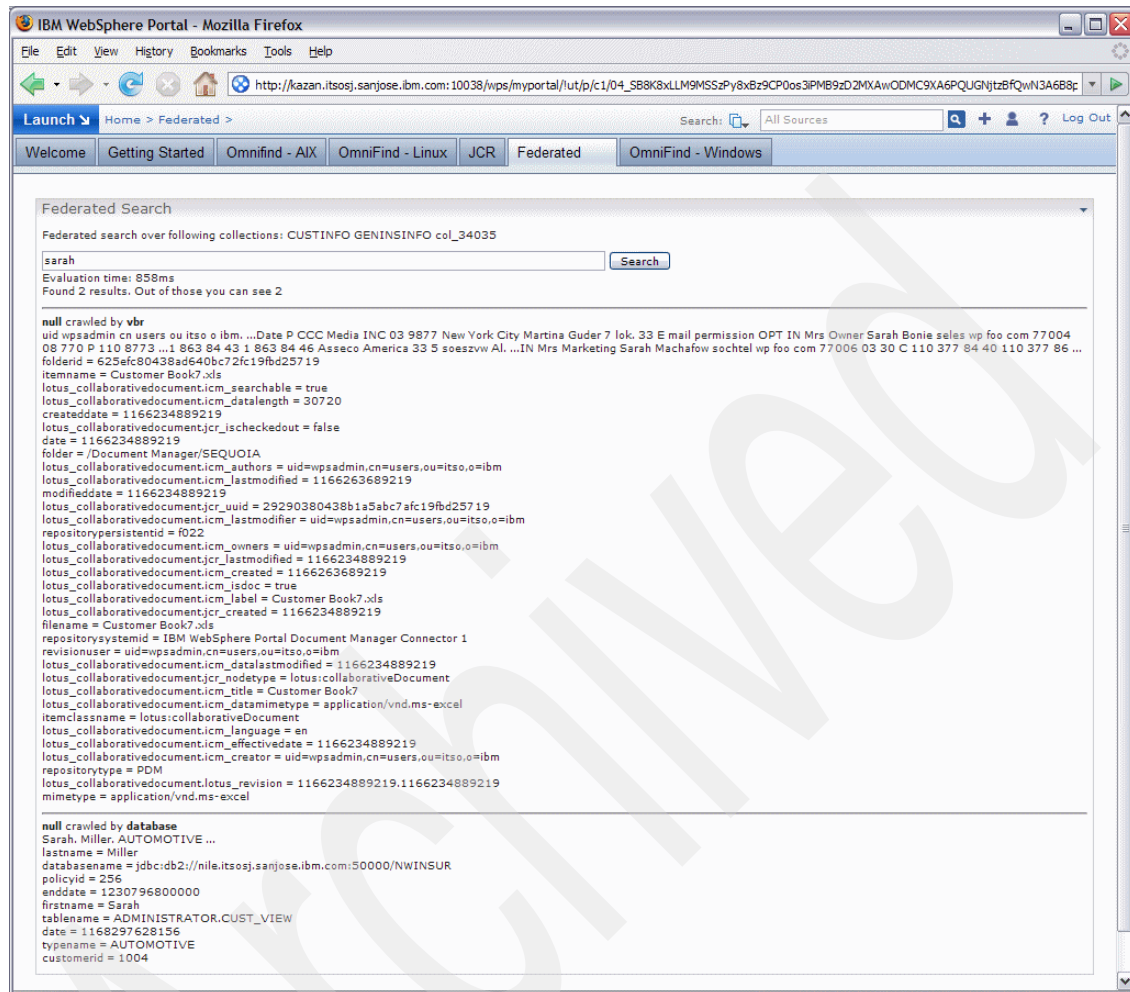 IBM WebSphere Portal - Mozilla Firefox
File Edit View History Bookmarks Tools Help
http://kazan.itsosj.sanjose.ibm.com:10038/wps/myportal/!ut/p/c1/04_SB8K8xLLM9MSSzPy8xBz9CP0os3iPMB9zD2MXAwODMC9XA6PQUGNjtzBfQwN3A6B8p
Launch Home > Federated > Search: All Sources ? Log Out
Welcome Getting Started Omnifind - AIX OmniFind - Linux JCR Federated OmniFind - Windows
Federated Search
Federated search over following collections: CUSTINFO GENINSINFO col_34035
sarah Search
Evaluation time: 858ms
Found 2 results. Out of those you can see 2
null crawled by vbr
uid wpsadmin cn users ou itso o ibm. ...Date P CCC Media INC 03 9877 New York City Martina Guder 7 lok. 33 E mail permission OPT IN Mrs Owner Sarah Bonie seles wp foo com 77004
08 770 P 110 8773 ...1 863 84 43 1 863 84 46 Asseco America 33 5 soeszvw Al. ...IN Mrs Marketing Sarah Machafow sochtel wp foo com 77006 03 30 C 110 377 84 40 110 377 86 ...
folderid = 625efc80438ad640bc72fc19fbd25719
itemname = Customer Book7.xls
lotus_collaborativedocument.icm_searchable = true
lotus_collaborativedocument.icm_datalength = 30720
createddate = 1166234889219
lotus_collaborativedocument.jcr_ischeckedout = false
date = 1166234889219
folder = /Document Manager/SEQUOIA
lotus_collaborativedocument.icm_authors = uid=wpsadmin,cn=users,ou=itso,o=ibm
lotus_collaborativedocument.icm_lastmodified = 1166263689219
modifieddate = 1166234889219
lotus_collaborativedocument.jcr_uuid = 29290380438b1a5abc7afc19fbd25719
lotus_collaborativedocument.icm_lastmodifier = uid=wpsadmin,cn=users,ou=itso,o=ibm
repositorypersistentid = f022
lotus_collaborativedocument.icm_owners = uid=wpsadmin,cn=users,ou=itso,o=ibm
lotus_collaborativedocument.jcr_lastmodified = 1166234889219
lotus_collaborativedocument.icm_created = 1166263689219
lotus_collaborativedocument.icm_isdoc = true
lotus_collaborativedocument.icm_label = Customer Book7.xls
lotus_collaborativedocument.jcr_created = 1166234889219
filename = Customer Book7.xls
repositorysystemid = IBM WebSphere Portal Document Manager Connector 1
revisionuser = uid=wpsadmin,cn=users,ou=itso,o=ibm
lotus_collaborativedocument.icm_datalastmodified = 1166234889219
lotus_collaborativedocument.jcr_nodetype = lotus:collaborativeDocument
lotus_collaborativedocument.icm_title = Customer Book7
lotus_collaborativedocument.icm_datamimetype = application/vnd.ms-excel
itemclassname = lotus:collaborativeDocument
lotus_collaborativedocument.icm_language = en
lotus_collaborativedocument.icm_effectivedate = 1166234889219
lotus_collaborativedocument.icm_creator = uid=wpsadmin,cn=users,ou=itso,o=ibm
repositorytype = PDM
lotus_collaborativedocument.lotus_revision = 1166234889219.1166234889219
mimetype = application/vnd.ms-excel
null crawled by database
Sarah. Miller. AUTOMOTIVE ...
lastname = Miller
databasename = jdbc:db2://nile.itsosj.sanjose.ibm.com:50000/NWINSUR
policyid = 256
enddate = 1230796800000
firstname = Sarah
tablename = ADMINISTRATOR.CUST_VIEW
date = 1168297628156
typename = AUTOMOTIVE
customerid = 1004
Archived